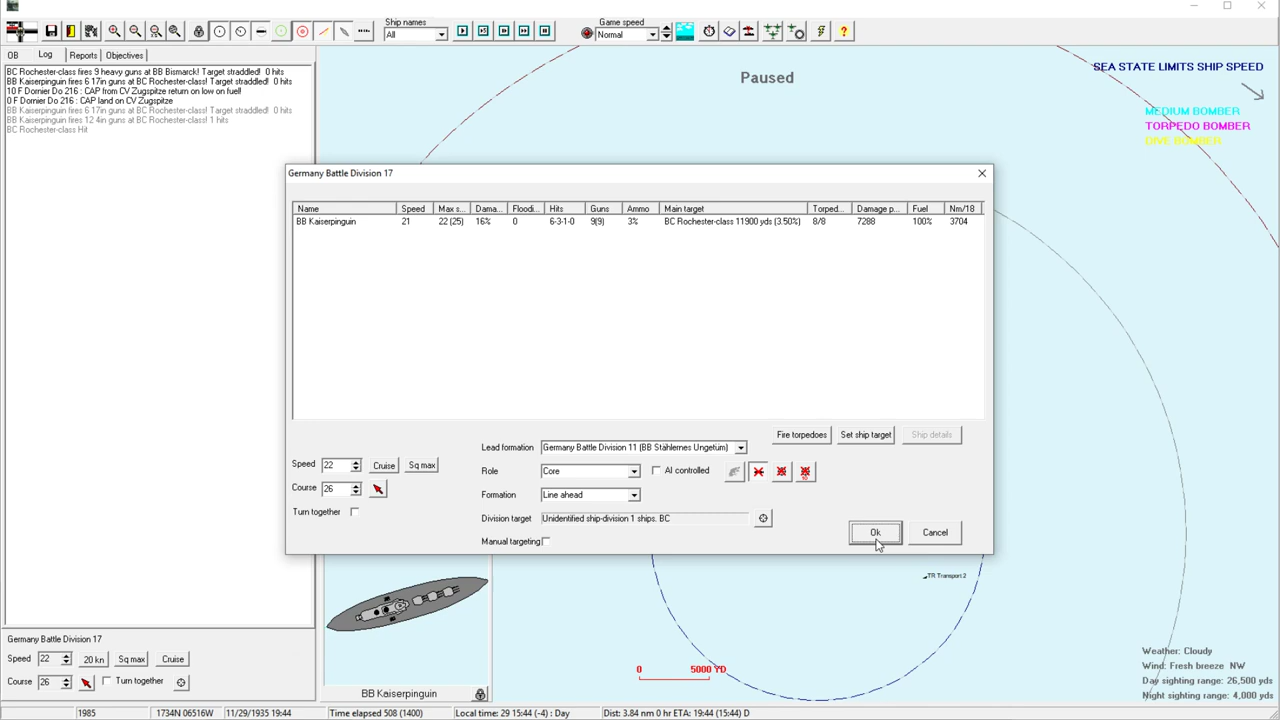 Ship names
All
Game speed
Normal
OB Log Reports Objectives
BC Rochester-class fires 9 heavy guns at BB Bismarck! Target straddled! 0 hits
BB Kaiserpinguin fires 6 17in guns at BC Rochester-class! Target straddled! 0 hits
10 F Dornier Do 216 : CAP from CV Zugspitze return on low on fuel!
0 F Dornier Do 216 : CAP land on CV Zugspitze
BB Kaiserpinguin fires 6 17in guns at BC Rochester-class! Target straddled! 0 hits
BB Kaiserpinguin fires 12 4in guns at BC Rochester-class! 1 hits
BC Rochester-class Hit
Paused
SEA STATE LIMITS SHIP SPEED
MEDIUM BOMBER
TORPEDO BOMBER
DIVE BOMBER
Germany Battle Division 17
Name Speed Max s... Dama... Floodi... Hits Guns Ammo Main target Torped... Damage p... Fuel Nm/18
BB Kaiserpinguin 21 22 (25) 16% 0 6-3-1-0 9(9) 3% BC Rochester-class 11900 yds (3.50%) 8/8 7288 100% 3704
Fire torpedoes Set ship target Ship details
Lead formation Germany Battle Division 11 (BB Stählernes Ungetüm)
Speed 22 Cruise Sq max
Role Core AI controlled
Course 26
Formation Line ahead
Turn together
Division target Unidentified ship-division 1 ships. BC
Manual targeting
Ok Cancel
TR Transport 2
Germany Battle Division 17
Speed 22 20 kn Sq max Cruise
Course 26 Turn together
BB Kaiserpinguin
0 5000 YD
Weather: Cloudy
Wind: Fresh breeze NW
Day sighting range: 26,500 yds
Night sighting range: 4,000 yds
1985 1734N 06516W 11/29/1935 19:44 Time elapsed 508 (1400) Local time: 29 15:44 (-4) : Day Dist: 3.84 nm 0 hr ETA: 19:44 (15:44) D